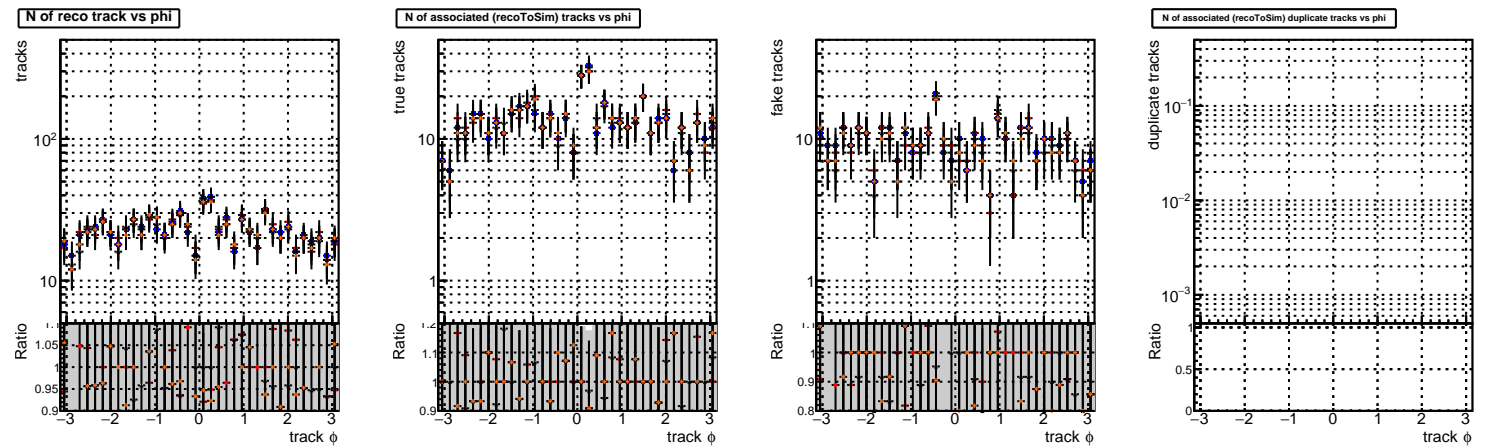 N of reco track vs phi
tracks
10²
10
Ratio
1.05
1
0.95
0.9
−3 −2 −1 0 1 2 3
track ϕ
N of associated (recoToSim) tracks vs phi
true tracks
10
1
Ratio
1.2
1.1
1
0.9
−3 −2 −1 0 1 2 3
track ϕ
fake tracks
10
1
Ratio
1
0.9
0.8
−3 −2 −1 0 1 2 3
track ϕ
N of associated (recoToSim) duplicate tracks vs phi
duplicate tracks
10⁻¹
10⁻²
10⁻³
Ratio
1
0.5
0
−3 −2 −1 0 1 2 3
track ϕ